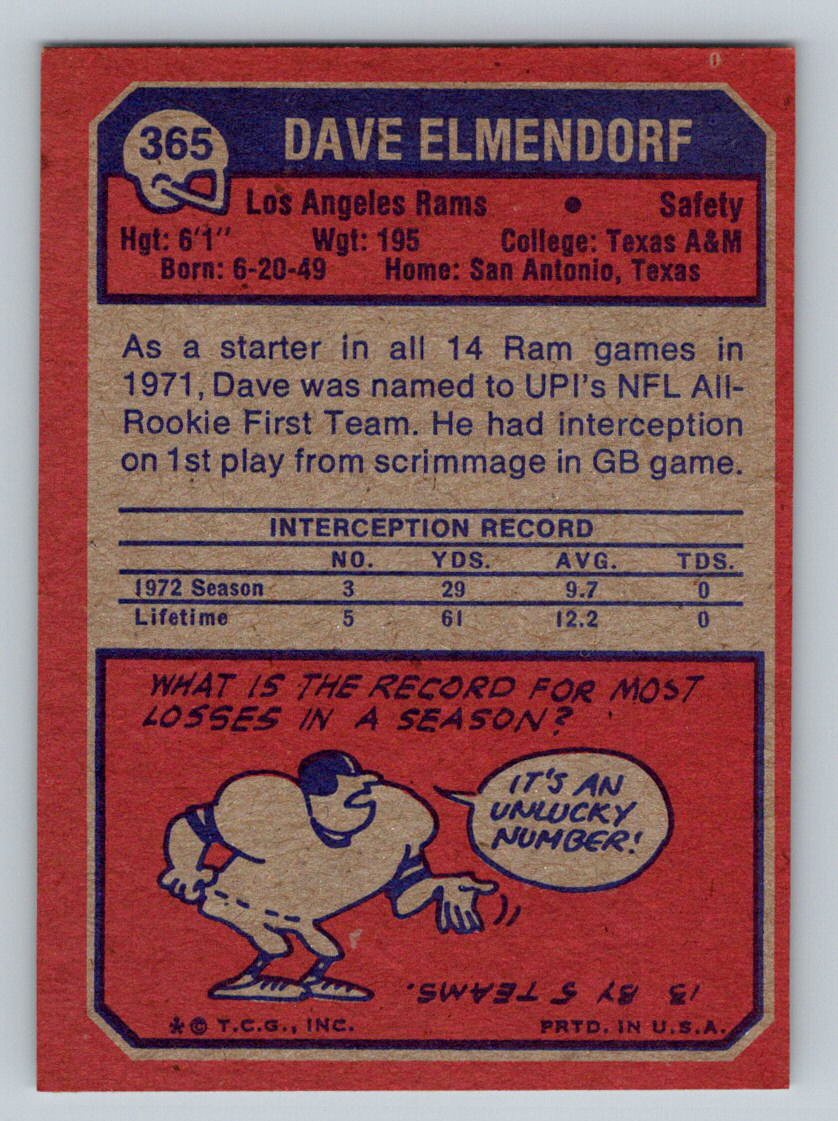 0
365 DAVE ELMENDORF
Los Angeles Rams • Safety
Hgt: 6'1" Wgt: 195 College: Texas A&M
Born: 6-20-49 Home: San Antonio, Texas
As a starter in all 14 Ram games in
1971, Dave was named to UPI's NFL All-
Rookie First Team. He had interception
on 1st play from scrimmage in GB game.
INTERCEPTION RECORD
NO. YDS. AVG. TDS.
1972 Season 3 29 9.7 0
Lifetime 5 61 12.2 0
WHAT IS THE RECORD FOR MOST
LOSSES IN A SEASON?
IT'S AN
UNLUCKY
NUMBER!
13 BY 5 TEAMS.
*© T.C.G., INC. PRTD. IN U.S.A.